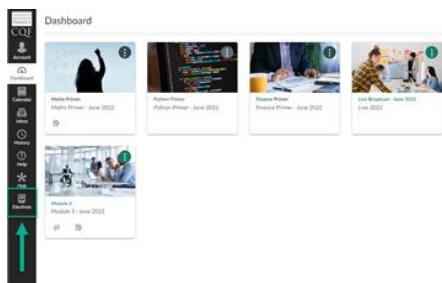 CQF
Dashboard
Account
Dashboard
Calendar
Inbox
History
Help
Hub
Electives
Maths Primer
Maths Primer - June 2022
Python Primer
Python Primer - June 2022
Finance Primer
Finance Primer - June 2022
Live Broadcast - June 2022
Live 2022
Module 3
Module 3 - June 2022